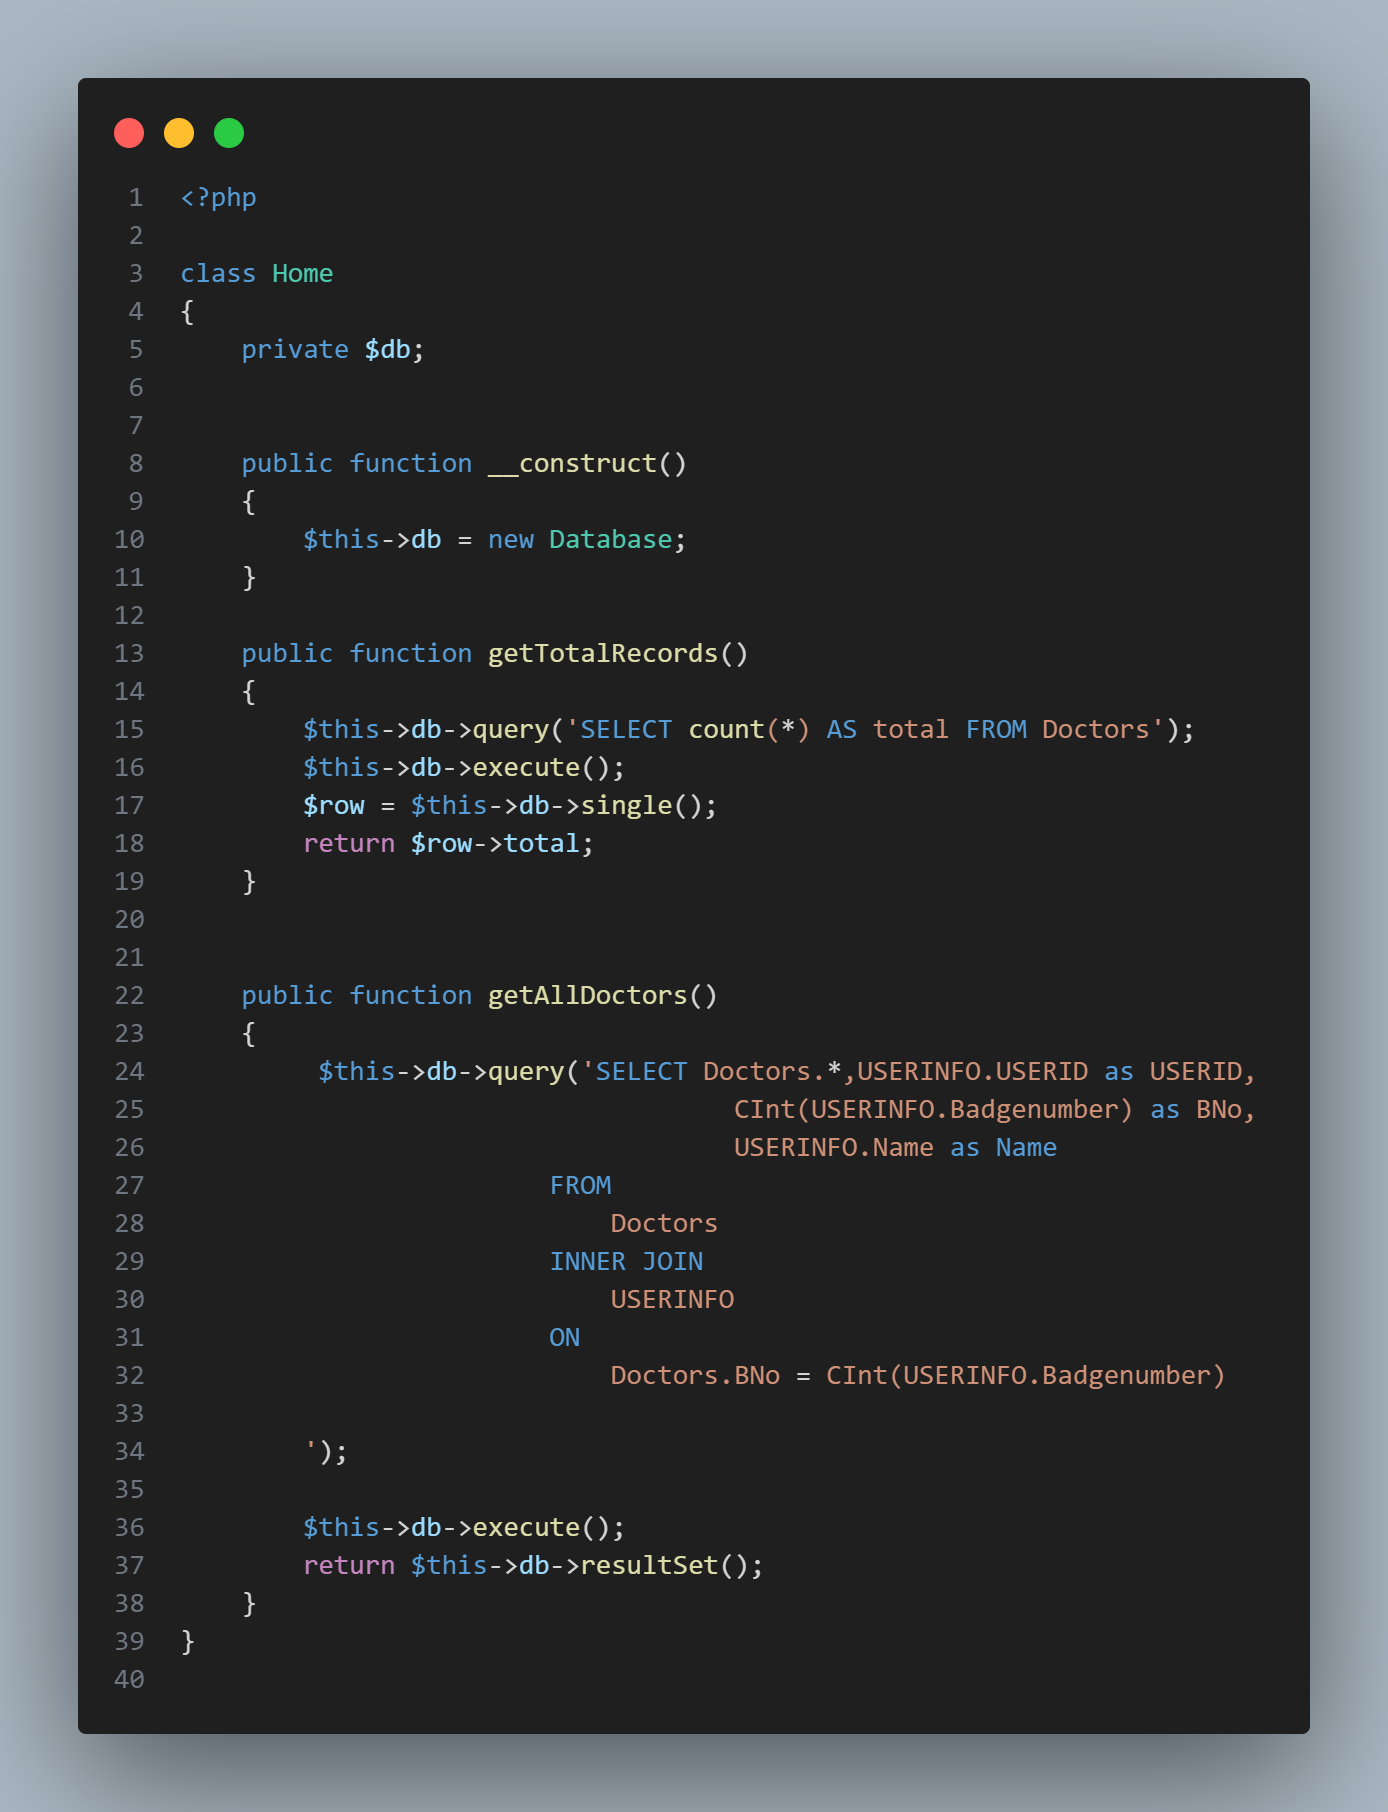 1 <?php
2
3 class Home
4 {
5     private $db;
6
7
8     public function __construct()
9     {
10         $this->db = new Database;
11     }
12
13     public function getTotalRecords()
14     {
15         $this->db->query('SELECT count(*) AS total FROM Doctors');
16         $this->db->execute();
17         $row = $this->db->single();
18         return $row->total;
19     }
20
21
22     public function getAllDoctors()
23     {
24          $this->db->query('SELECT Doctors.*,USERINFO.USERID as USERID,
25                                     CInt(USERINFO.Badgenumber) as BNo,
26                                     USERINFO.Name as Name
27                         FROM
28                             Doctors
29                         INNER JOIN
30                             USERINFO
31                         ON
32                             Doctors.BNo = CInt(USERINFO.Badgenumber)
33
34         ');
35
36         $this->db->execute();
37         return $this->db->resultSet();
38     }
39 }
40